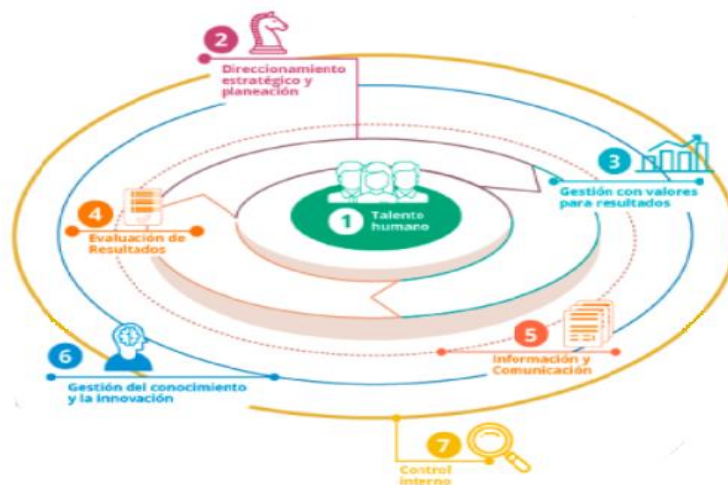 1
Talento
humano
2
Direccionamiento
estratégico y
planeación
3
Gestión con valores
para resultados
4
Evaluación de
Resultados
5
Información y
Comunicación
6
Gestión del conocimiento
y la innovación
7
Control
interno